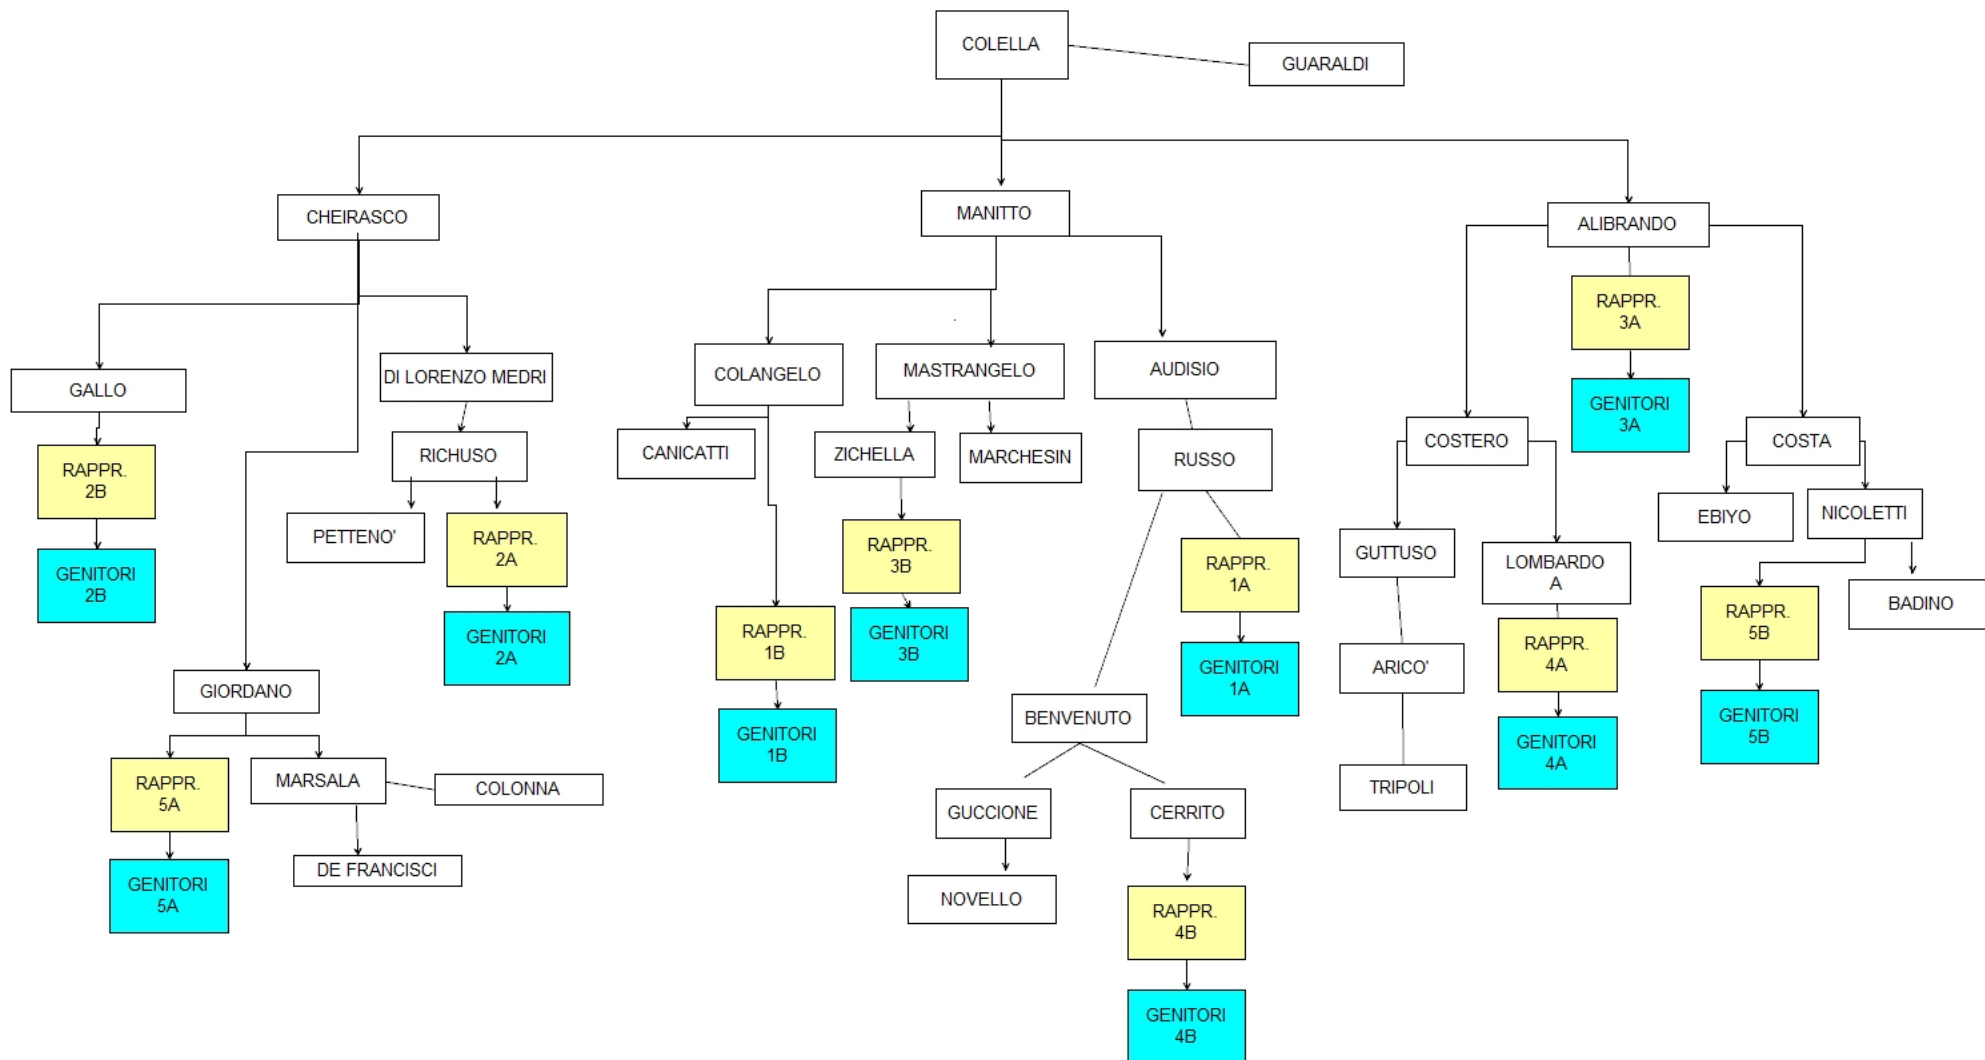 COLELLA
GUARALDI
CHEIRASCO
MANITTO
ALIBRANDO
GALLO
RAPPR.
2B
GENITORI
2B
DI LORENZO MEDRI
RICHUSO
PETTENO'
RAPPR.
2A
GENITORI
2A
GIORDANO
RAPPR.
5A
GENITORI
5A
MARSALA
COLONNA
DE FRANCISCI
COLANGELO
CANICATTI
RAPPR.
1B
GENITORI
1B
MASTRANGELO
ZICHELLA
MARCHESIN
RAPPR.
3B
GENITORI
3B
AUDISIO
RUSSO
RAPPR.
1A
GENITORI
1A
BENVENUTO
GUCCIONE
NOVELLO
CERRITO
RAPPR.
4B
GENITORI
4B
RAPPR.
3A
GENITORI
3A
COSTERO
GUTTUSO
ARICO'
TRIPOLI
LOMBARDO
A
RAPPR.
4A
GENITORI
4A
COSTA
EBIYO
NICOLETTI
BADINO
RAPPR.
5B
GENITORI
5B